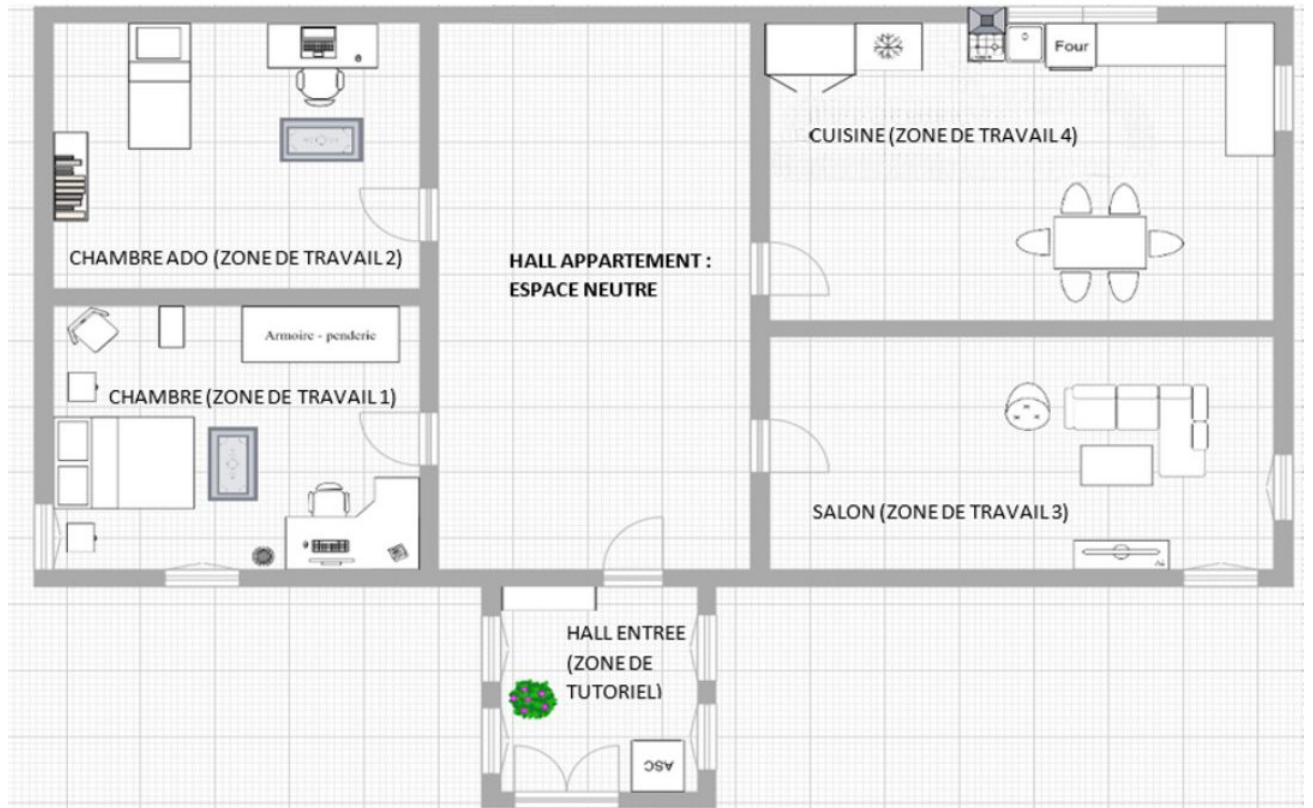 Four
CUISINE (ZONE DE TRAVAIL 4)
CHAMBRE ADO (ZONE DE TRAVAIL 2)
HALL APPARTEMENT :
ESPACE NEUTRE
Armoire - penderie
CHAMBRE (ZONE DE TRAVAIL 1)
SALON (ZONE DE TRAVAIL 3)
HALL ENTREE
(ZONE DE
TUTORIEL)
ASC